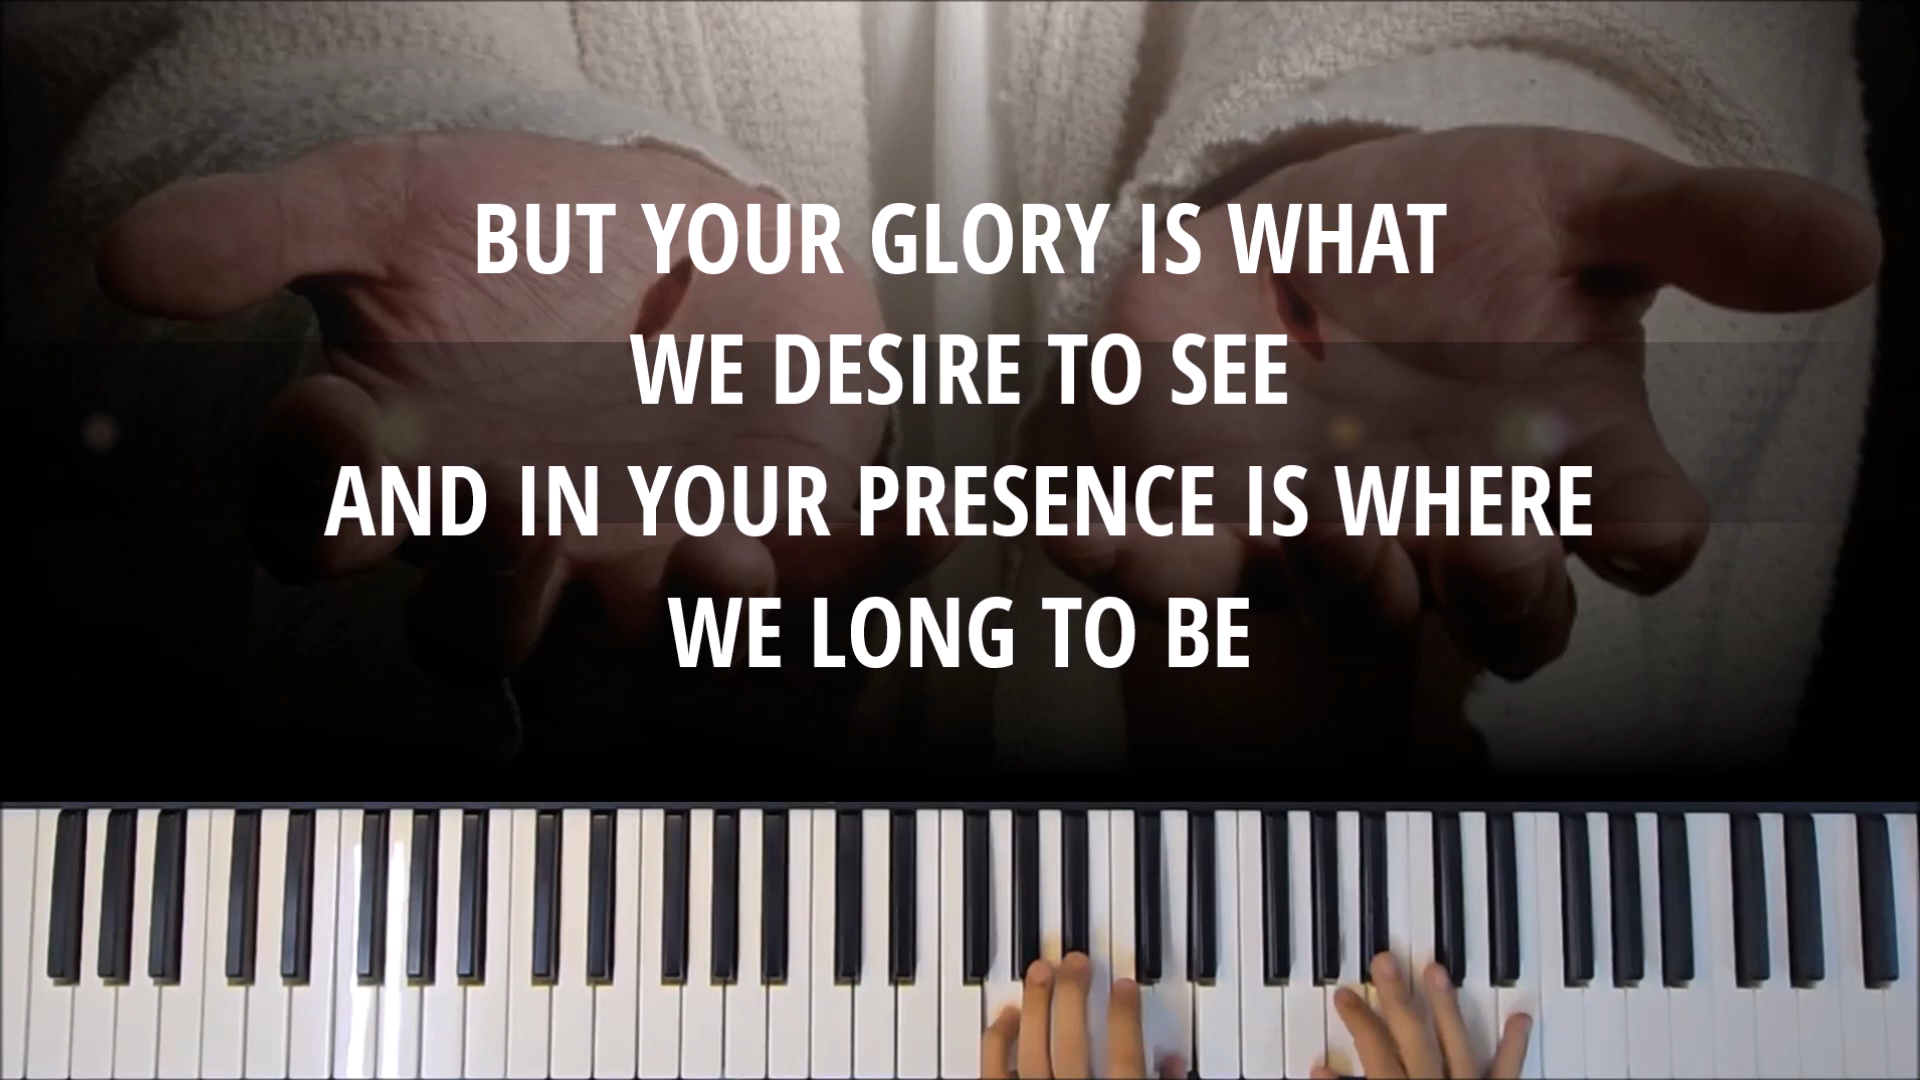 BUT YOUR GLORY IS WHAT
WE DESIRE TO SEE
AND IN YOUR PRESENCE IS WHERE
WE LONG TO BE